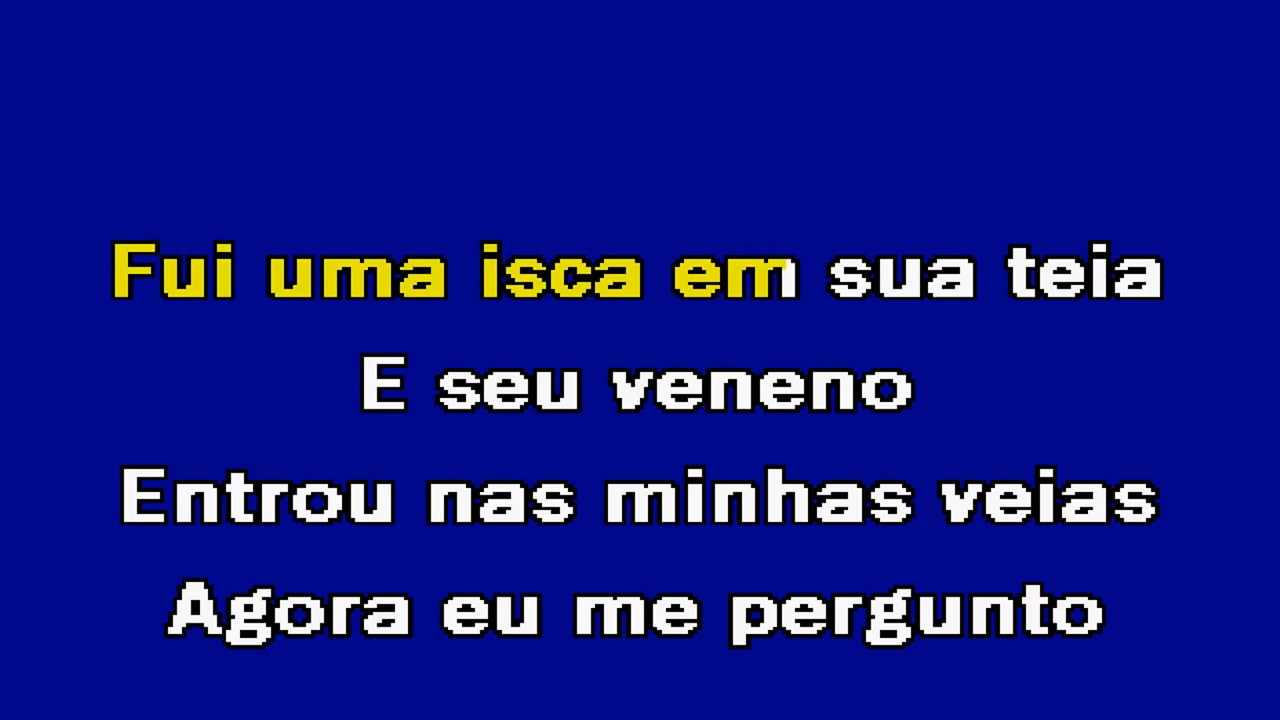 Fui uma isca em sua teia
E seu veneno
Entrou nas minhas veias
Agora eu me pergunto